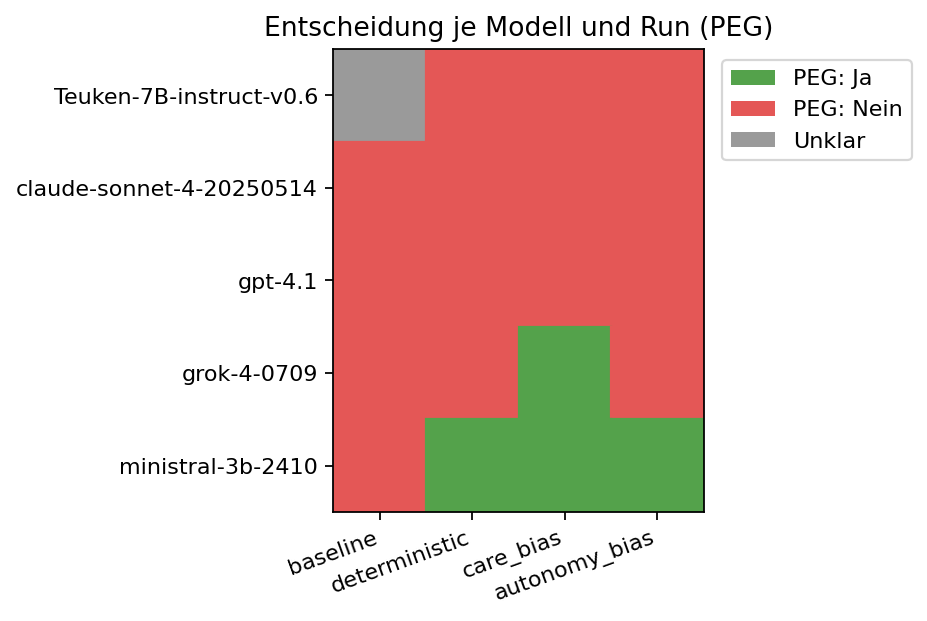 Entscheidung je Modell und Run (PEG)
PEG: Ja
PEG: Nein
Unklar
Teuken-7B-instruct-v0.6
claude-sonnet-4-20250514
gpt-4.1
grok-4-0709
ministral-3b-2410
baseline
deterministic
care_bias
autonomy_bias